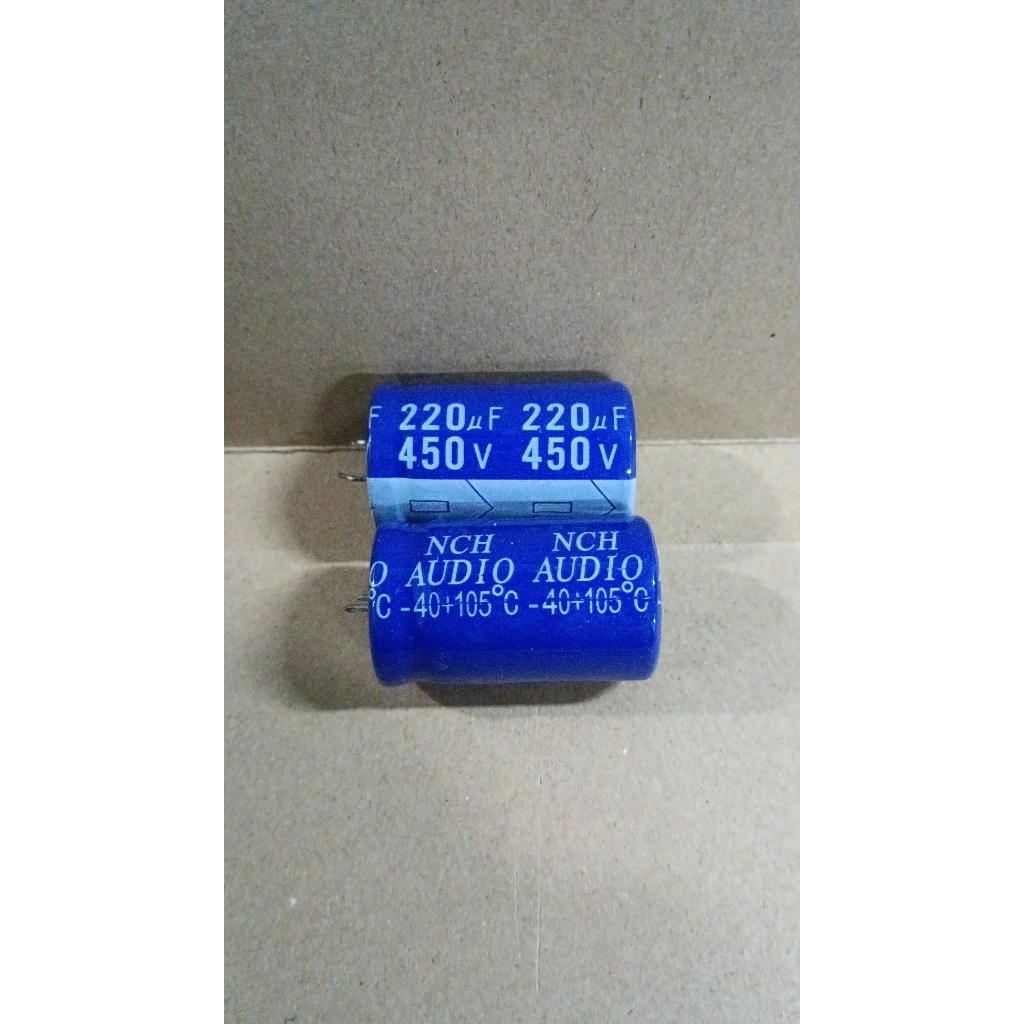 F 220µF 220µF
450V 450V
NCH NCH
O AUDIO AUDIO
°C -40+105°C -40+105°C